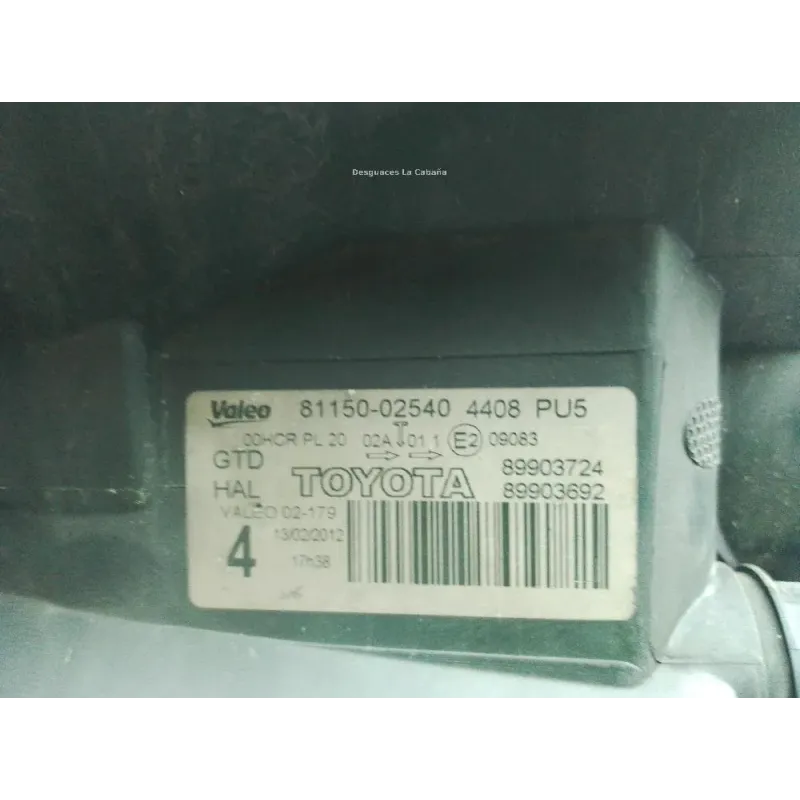 Desguaces La Cabaña
Valeo 81150-02540 4408 PU5
00HCR PL 20 02A 01 1 E2 09083
GTD 89903724
HAL TOYOTA 89903692
VALEO 02-179
4 13/02/2012
17h38